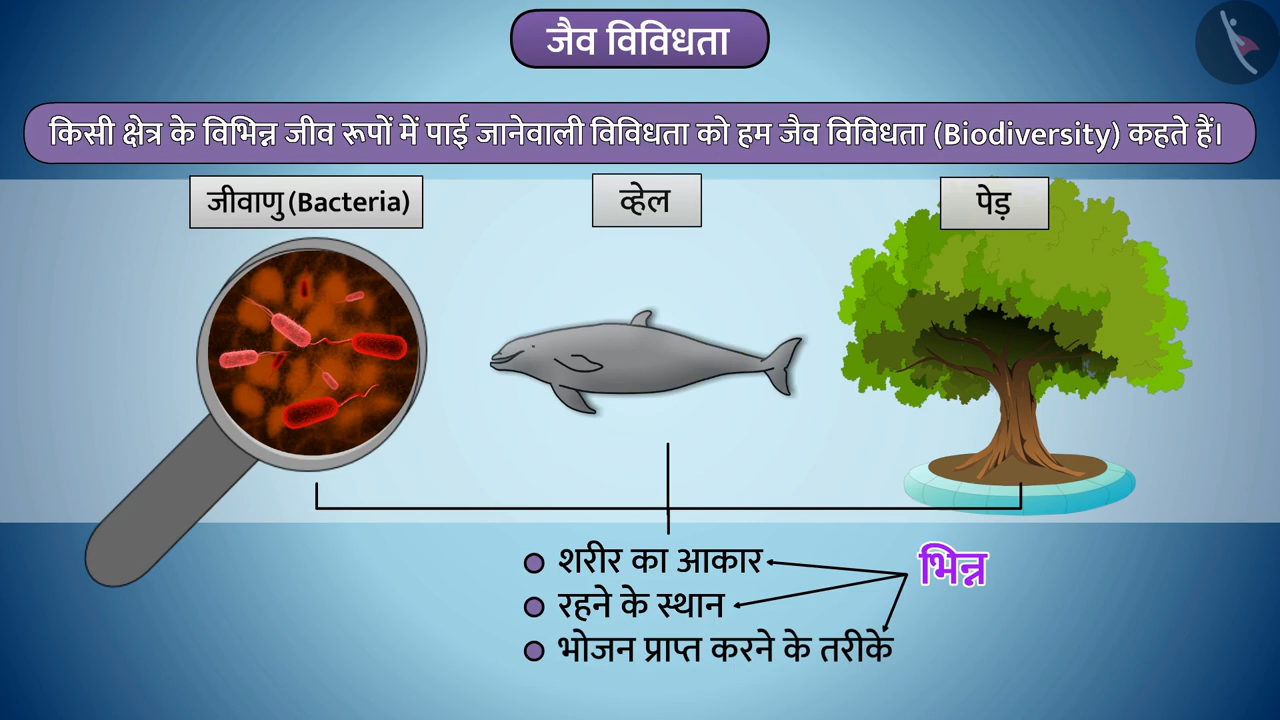 जैव विविधता
किसी क्षेत्र के विभिन्न जीव रूपों में पाई जानेवाली विविधता को हम जैव विविधता (Biodiversity) कहते हैं।
जीवाणु (Bacteria)
व्हेल
पेड़
शरीर का आकार
भिन्न
रहने के स्थान
भोजन प्राप्त करने के तरीके